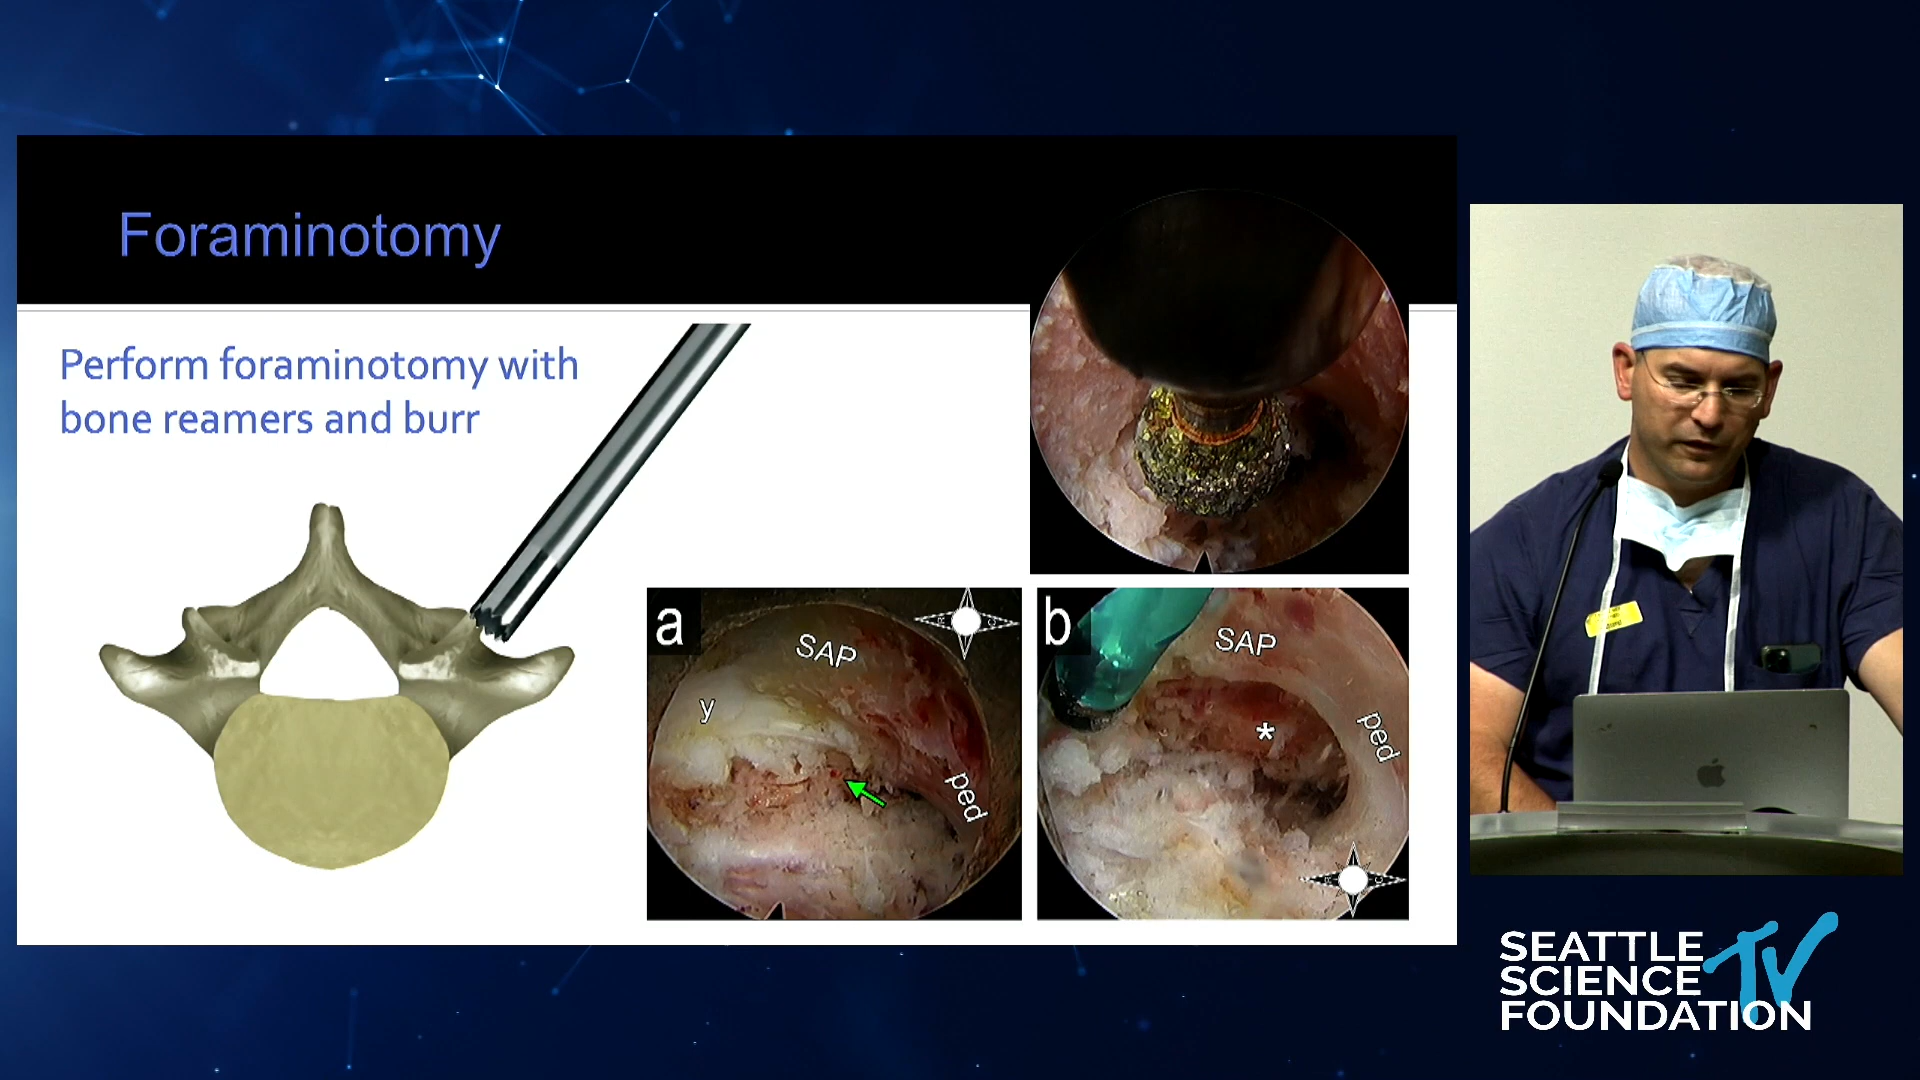 Foraminotomy
Perform foraminotomy with
bone reamers and burr
a
SAP
y
ped
R
C
b
SAP
*
ped
R
C
SEATTLE
SCIENCE
FOUNDATION
TV